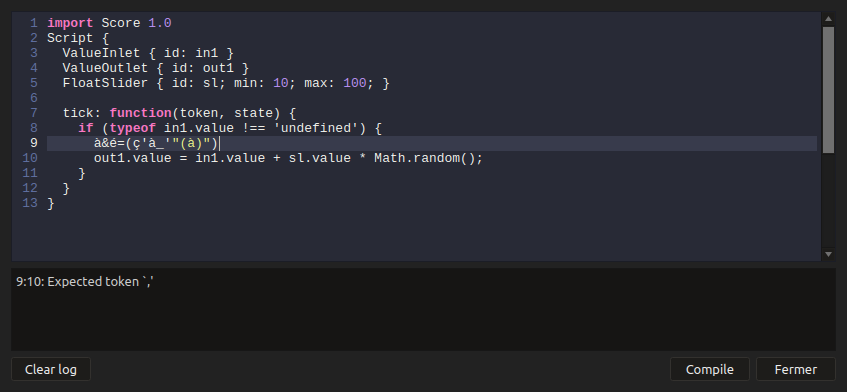 1 import Score 1.0
2 Script {
3   ValueInlet { id: in1 }
4   ValueOutlet { id: out1 }
5   FloatSlider { id: sl; min: 10; max: 100; }
6
7   tick: function(token, state) {
8     if (typeof in1.value !== 'undefined') {
9       à&é=(ç'à_'"(à)")
10       out1.value = in1.value + sl.value * Math.random();
11     }
12   }
13 }
9:10: Expected token `,'
Clear log
Compile
Fermer